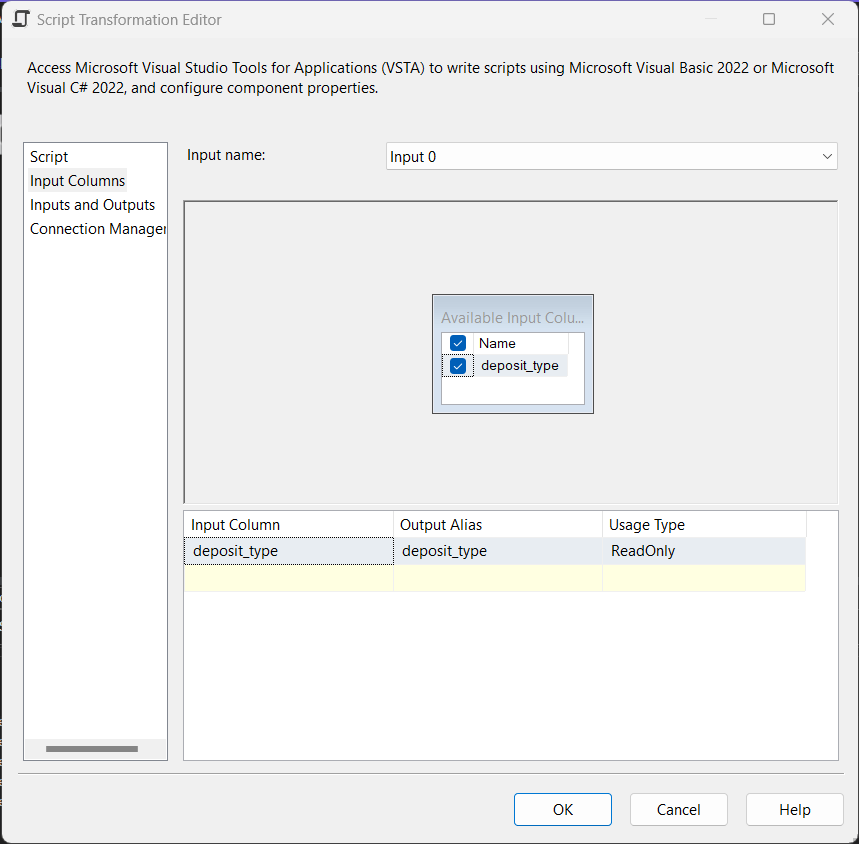 Script Transformation Editor
Access Microsoft Visual Studio Tools for Applications (VSTA) to write scripts using Microsoft Visual Basic 2022 or Microsoft
Visual C# 2022, and configure component properties.
Script
Input Columns
Inputs and Outputs
Connection Manager
Input name:
Input 0
Available Input Colu...
Name
deposit_type
Input Column Output Alias Usage Type
deposit_type deposit_type ReadOnly
OK Cancel Help